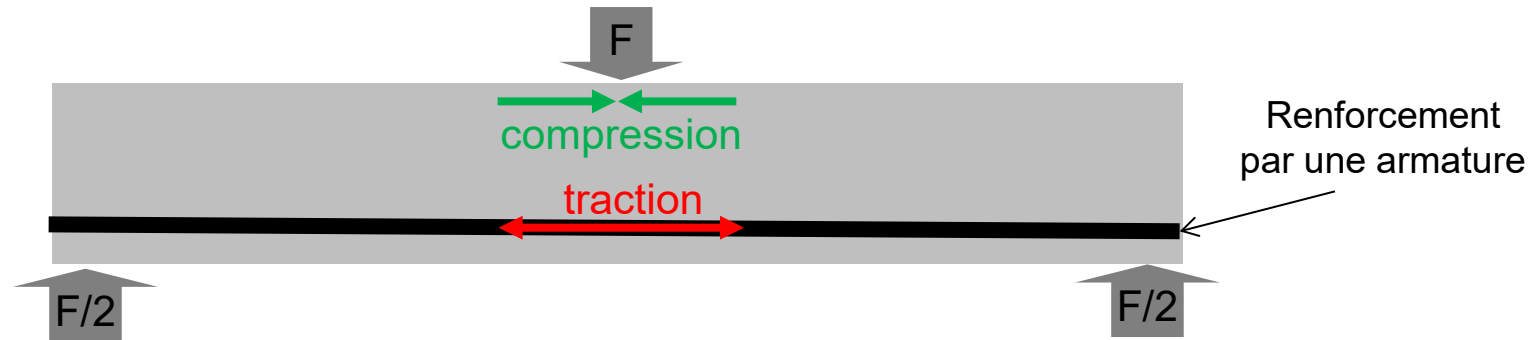 F
compression
traction
Renforcement
par une armature
F/2
F/2